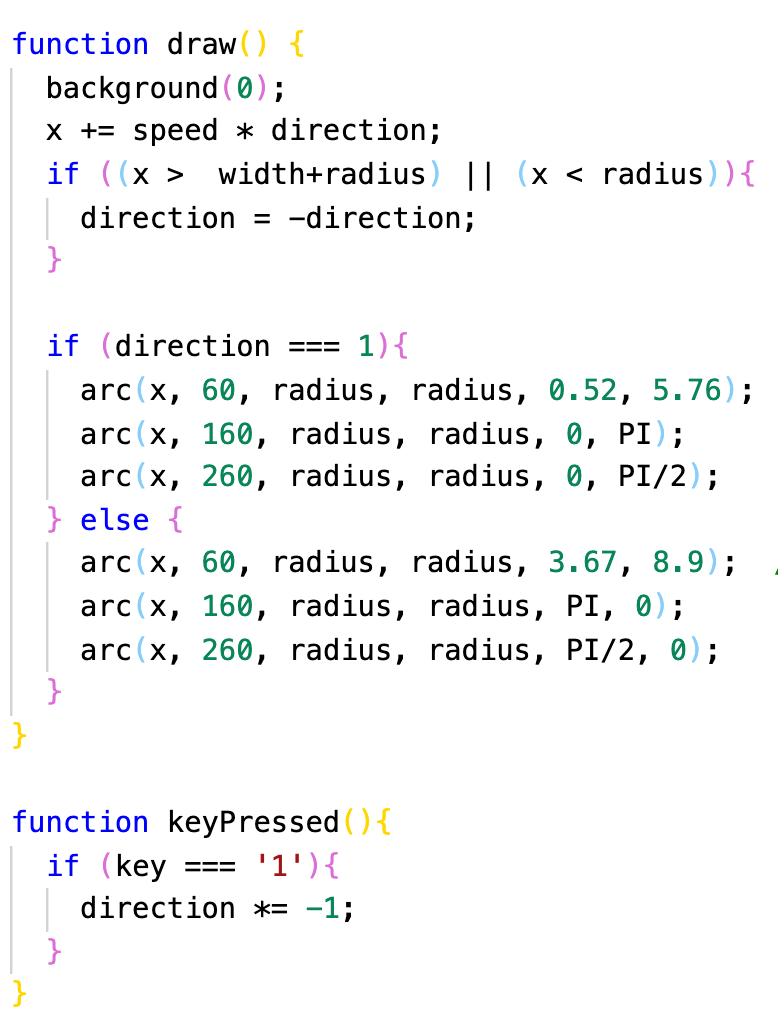 function draw() {
  background(0);
  x += speed * direction;
  if ((x >  width+radius) || (x < radius)){
    direction = -direction;
  }

  if (direction === 1){
    arc(x, 60, radius, radius, 0.52, 5.76);
    arc(x, 160, radius, radius, 0, PI);
    arc(x, 260, radius, radius, 0, PI/2);
  } else {
    arc(x, 60, radius, radius, 3.67, 8.9);
    arc(x, 160, radius, radius, PI, 0);
    arc(x, 260, radius, radius, PI/2, 0);
  }
}

function keyPressed(){
  if (key === '1'){
    direction *= -1;
  }
}